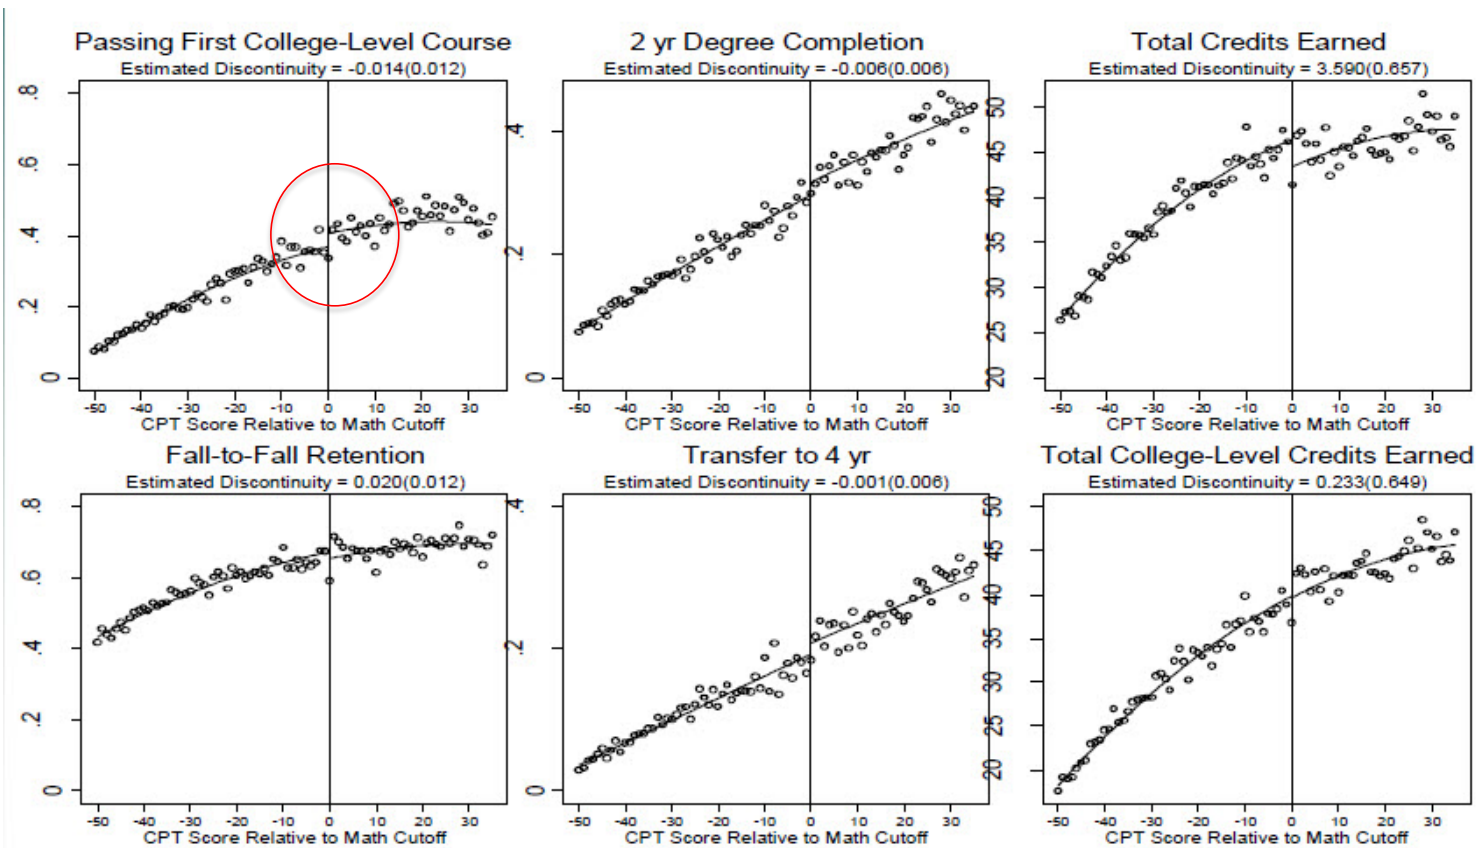 Passing First College-Level Course
Estimated Discontinuity = -0.014(0.012)
.8
.6
.4
.2
0
-50 -40 -30 -20 -10 0 10 20 30
CPT Score Relative to Math Cutoff
2 yr Degree Completion
Estimated Discontinuity = -0.006(0.006)
.4
.2
0
-50 -40 -30 -20 -10 0 10 20 30
CPT Score Relative to Math Cutoff
Total Credits Earned
Estimated Discontinuity = 3.590(0.657)
50
45
40
35
30
25
20
-50 -40 -30 -20 -10 0 10 20 30
CPT Score Relative to Math Cutoff
Fall-to-Fall Retention
Estimated Discontinuity = 0.020(0.012)
.8
.6
.4
.2
0
-50 -40 -30 -20 -10 0 10 20 30
CPT Score Relative to Math Cutoff
Transfer to 4 yr
Estimated Discontinuity = -0.001(0.006)
.4
.2
0
-50 -40 -30 -20 -10 0 10 20 30
CPT Score Relative to Math Cutoff
Total College-Level Credits Earned
Estimated Discontinuity = 0.233(0.649)
50
45
40
35
30
25
20
-50 -40 -30 -20 -10 0 10 20 30
CPT Score Relative to Math Cutoff